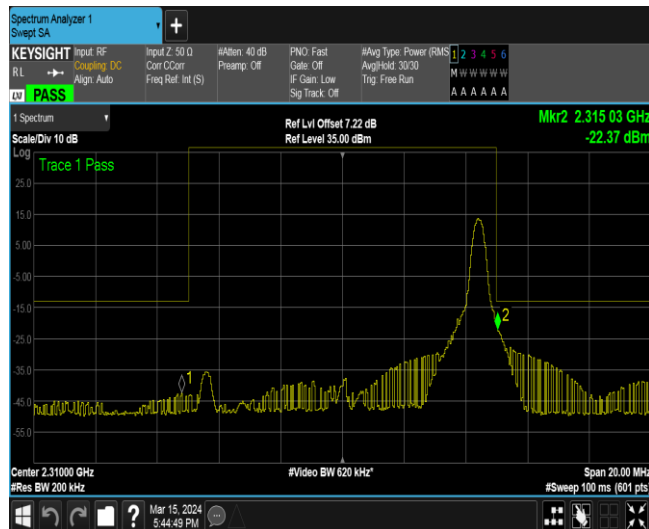 Spectrum Analyzer 1
Swept SA
KEYSIGHT
RL
LXI PASS
Input: RF
Coupling: DC
Align: Auto
Input Z: 50 Ω
Corr CCorr
Freq Ref: Int (S)
#Atten: 40 dB
Preamp: Off
PNO: Fast
Gate: Off
IF Gain: Low
Sig Track: Off
#Avg Type: Power (RMS
Avg|Hold: 30/30
Trig: Free Run
1 2 3 4 5 6
M W W W W W
A A A A A A
1 Spectrum
Scale/Div 10 dB
Ref Lvl Offset 7.22 dB
Ref Level 35.00 dBm
Mkr2 2.315 03 GHz
-22.37 dBm
Log
Trace 1 Pass
25.0
15.0
5.00
-5.00
-15.0
-25.0
-35.0
-45.0
-55.0
1
2
Center 2.31000 GHz
#Res BW 200 kHz
#Video BW 620 kHz*
Span 20.00 MHz
#Sweep 100 ms (601 pts)
?
Mar 15, 2024
5:44:49 PM